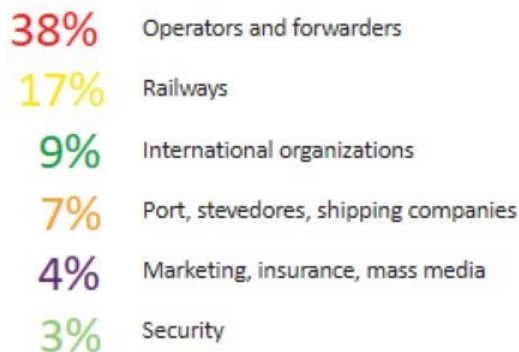 38% Operators and forwarders
17% Railways
9% International organizations
7% Port, stevedores, shipping companies
4% Marketing, insurance, mass media
3% Security